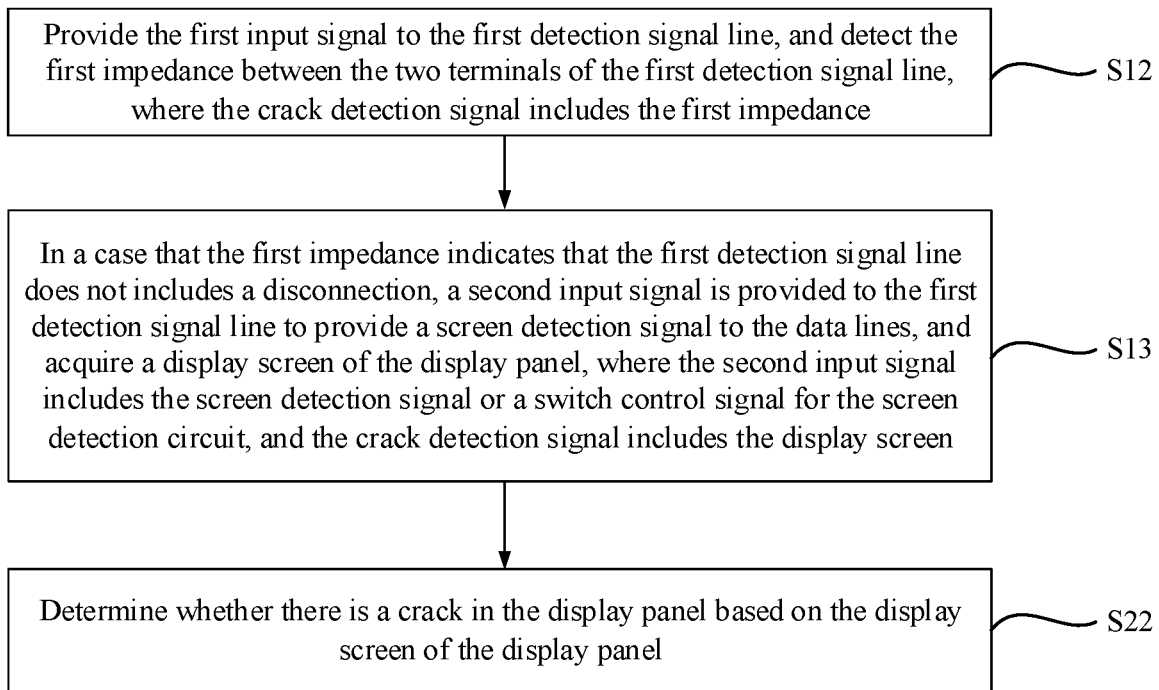 Provide the first input signal to the first detection signal line, and detect the
first impedance between the two terminals of the first detection signal line,
where the crack detection signal includes the first impedance
S12
In a case that the first impedance indicates that the first detection signal line
does not includes a disconnection, a second input signal is provided to the first
detection signal line to provide a screen detection signal to the data lines, and
acquire a display screen of the display panel, where the second input signal
includes the screen detection signal or a switch control signal for the screen
detection circuit, and the crack detection signal includes the display screen
S13
Determine whether there is a crack in the display panel based on the display
screen of the display panel
S22